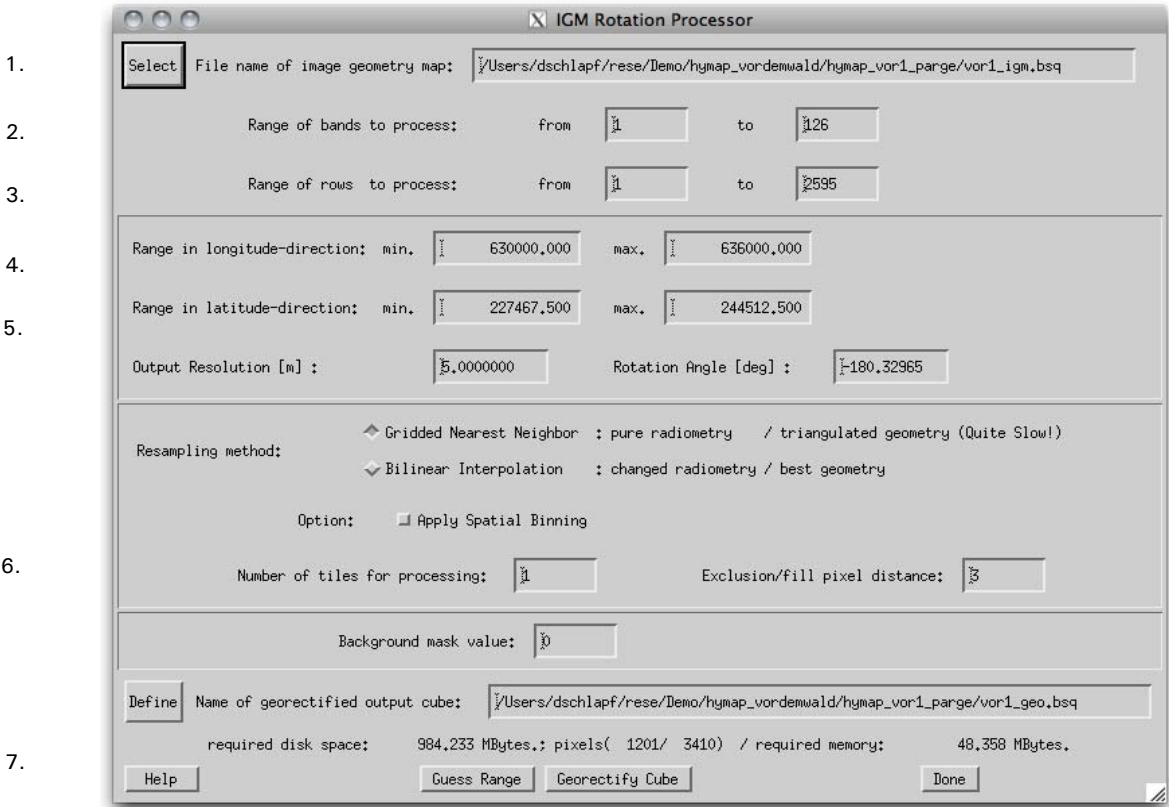 X IGM Rotation Processor
1. Select File name of image geometry map: /Users/dschlapf/rese/Demo/hymap_vordemwald/hymap_vor1_parge/vor1_igm.bsq
2. Range of bands to process: from 1 to 126
3. Range of rows to process: from 1 to 2595
Range in longitude-direction: min. 630000.000 max. 636000.000
4.
Range in latitude-direction: min. 227467.500 max. 244512.500
5.
Output Resolution [m] : 5.0000000 Rotation Angle [deg] : -180.32965
Gridded Nearest Neighbor : pure radiometry / triangulated geometry (Quite Slow!)
Resampling method:
Bilinear Interpolation : changed radiometry / best geometry
Option: Apply Spatial Binning
6. Number of tiles for processing: 1 Exclusion/fill pixel distance: 3
Background mask value: 0
Define Name of georectified output cube: /Users/dschlapf/rese/Demo/hymap_vordemwald/hymap_vor1_parge/vor1_geo.bsq
required disk space: 984.233 MBytes.; pixels( 1201/ 3410) / required memory: 48.358 MBytes.
7.
Help Guess Range Georectify Cube Done